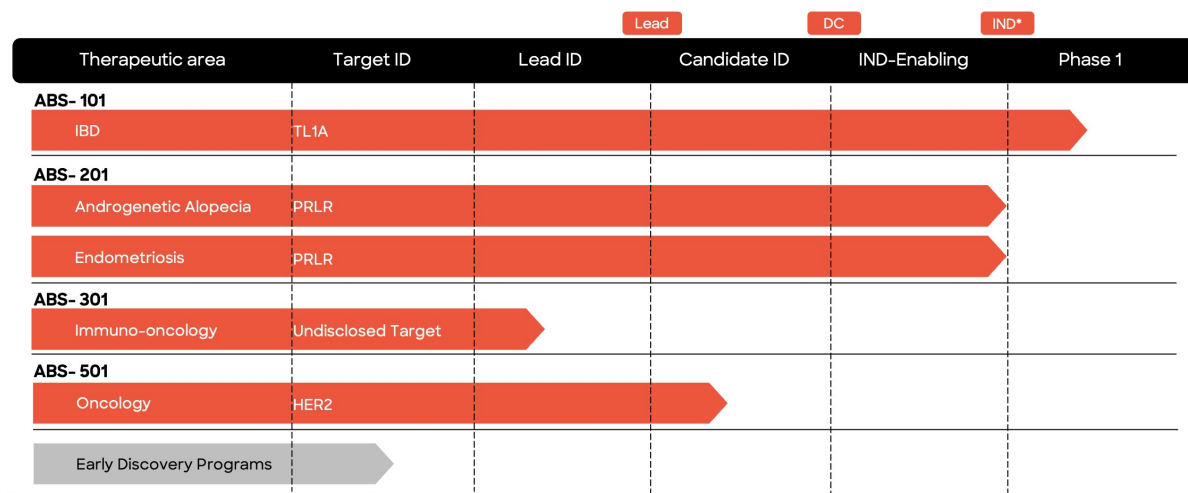 Lead DC IND*
Therapeutic area Target ID Lead ID Candidate ID IND-Enabling Phase 1
ABS- 101
IBD TL1A
ABS- 201
Androgenetic Alopecia PRLR
Endometriosis PRLR
ABS- 301
Immuno-oncology Undisclosed Target
ABS- 501
Oncology HER2
Early Discovery Programs